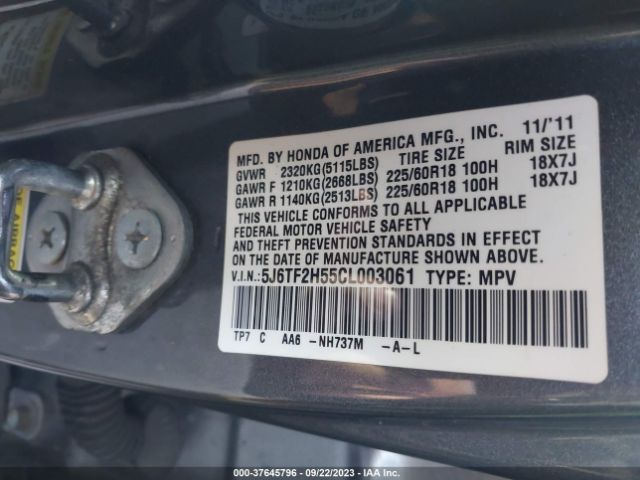 MFD. BY HONDA OF AMERICA MFG., INC. 11/'11
GVWR 2320KG(5115LBS) TIRE SIZE RIM SIZE
GAWR F 1210KG(2668LBS) 225/60R18 100H 18X7J
GAWR R 1140KG(2513LBS) 225/60R18 100H 18X7J
THIS VEHICLE CONFORMS TO ALL APPLICABLE
FEDERAL MOTOR VEHICLE SAFETY
AND THEFT PREVENTION STANDARDS IN EFFECT
ON THE DATE OF MANUFACTURE SHOWN ABOVE.
V.I.N.:5J6TF2H55CL003061 TYPE: MPV
TP7 C AA6 -NH737M -A-L
AIRBAG
000-37645796 - 09/22/2023 - IAA Inc.